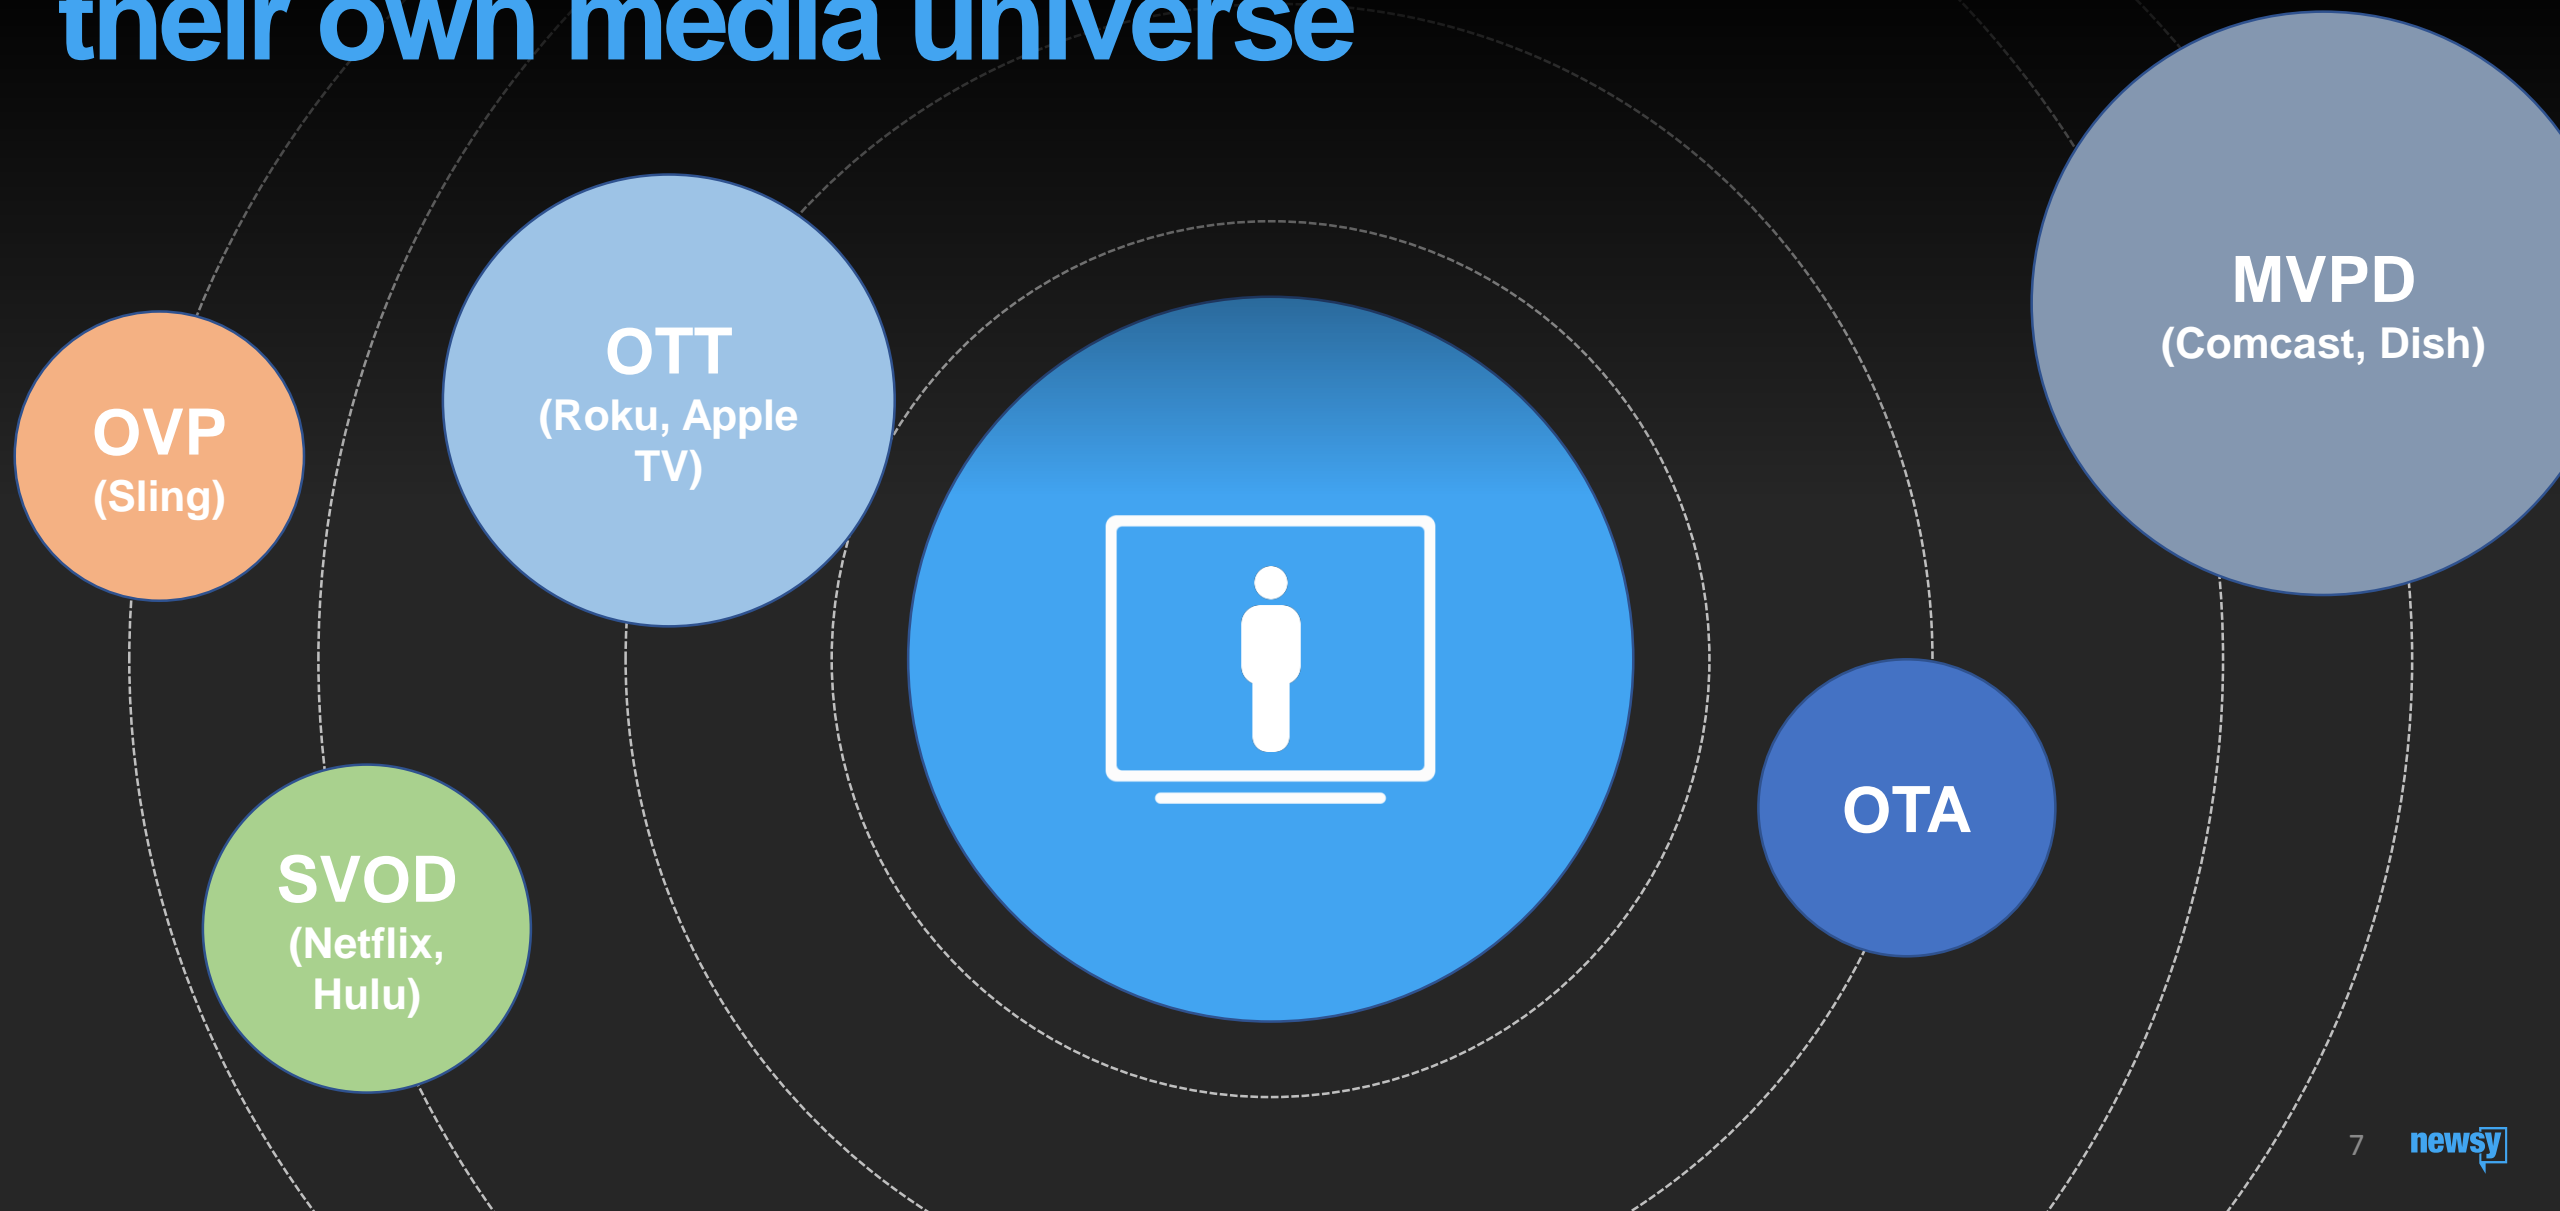 their own media universe
MVPD
(Comcast, Dish)
OTT
(Roku, Apple
TV)
OVP
(Sling)
OTA
SVOD
(Netflix,
Hulu)
7
newsy